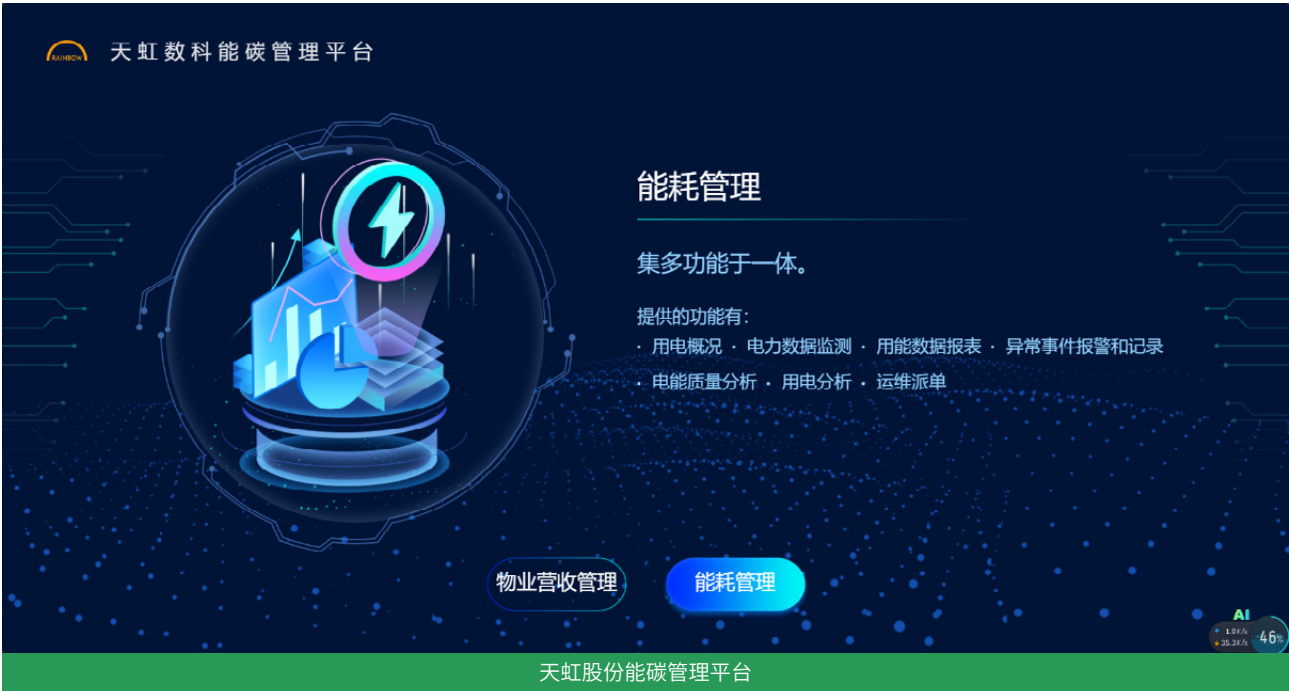 RAINBOW 天虹数科能碳管理平台
能耗管理
集多功能于一体。
提供的功能有：
· 用电概况 · 电力数据监测 · 用能数据报表 · 异常事件报警和记录
· 电能质量分析 · 用电分析 · 运维派单
物业营收管理 能耗管理
AI
↑ 1.0K/s
↓ 35.3K/s
46%
天虹股份能碳管理平台